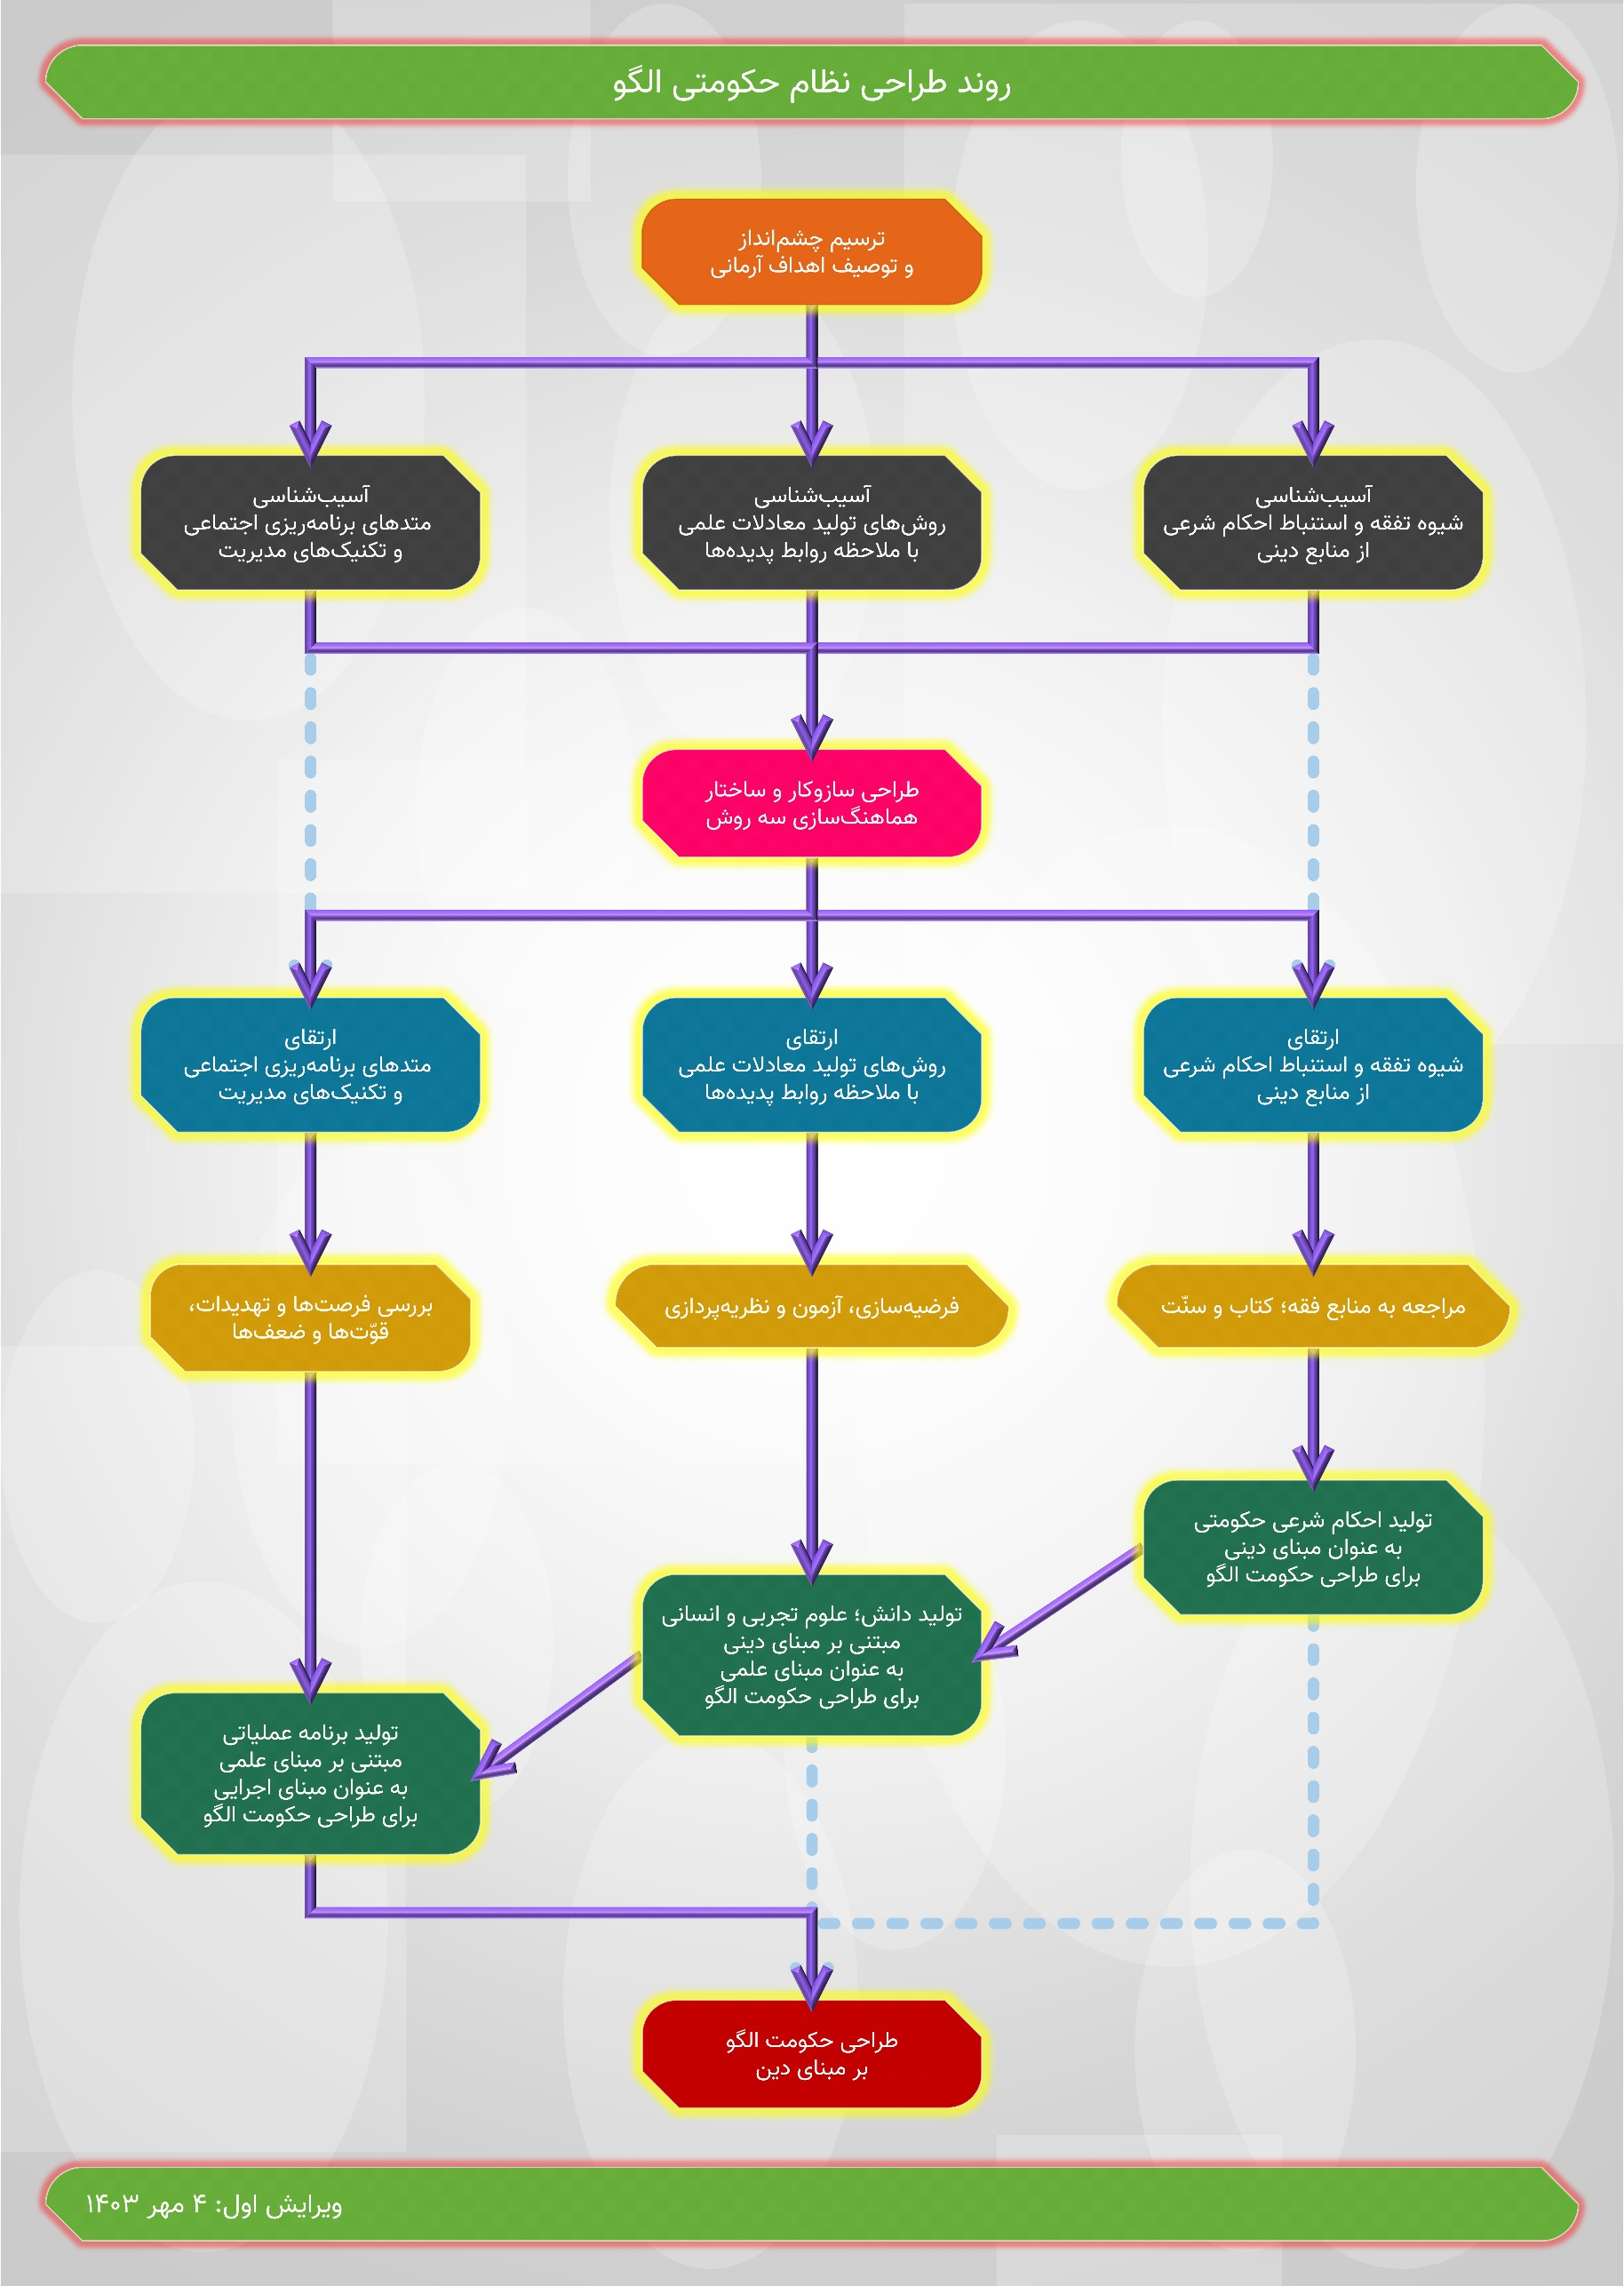 روند طراحی نظام حکومتی الگو
ترسیم چشم‌انداز
و توصیف اهداف آرمانی
آسیب‌شناسی
شیوه تفقه و استنباط احکام شرعی
از منابع دینی
آسیب‌شناسی
روش‌های تولید معادلات علمی
با ملاحظه روابط پدیده‌ها
آسیب‌شناسی
متدهای برنامه‌ریزی اجتماعی
و تکنیک‌های مدیریت
طراحی سازوکار و ساختار
هماهنگ‌سازی سه روش
ارتقای
شیوه تفقه و استنباط احکام شرعی
از منابع دینی
ارتقای
روش‌های تولید معادلات علمی
با ملاحظه روابط پدیده‌ها
ارتقای
متدهای برنامه‌ریزی اجتماعی
و تکنیک‌های مدیریت
مراجعه به منابع فقه؛ کتاب و سنّت
فرضیه‌سازی، آزمون و نظریه‌پردازی
بررسی فرصت‌ها و تهدیدات،
قوّت‌ها و ضعف‌ها
تولید احکام شرعی حکومتی
به عنوان مبنای دینی
برای طراحی حکومت الگو
تولید دانش؛ علوم تجربی و انسانی
مبتنی بر مبنای دینی
به عنوان مبنای علمی
برای طراحی حکومت الگو
تولید برنامه عملیاتی
مبتنی بر مبنای علمی
به عنوان مبنای اجرایی
برای طراحی حکومت الگو
طراحی حکومت الگو
بر مبنای دین
ویرایش اول: ۴ مهر ۱۴۰۳